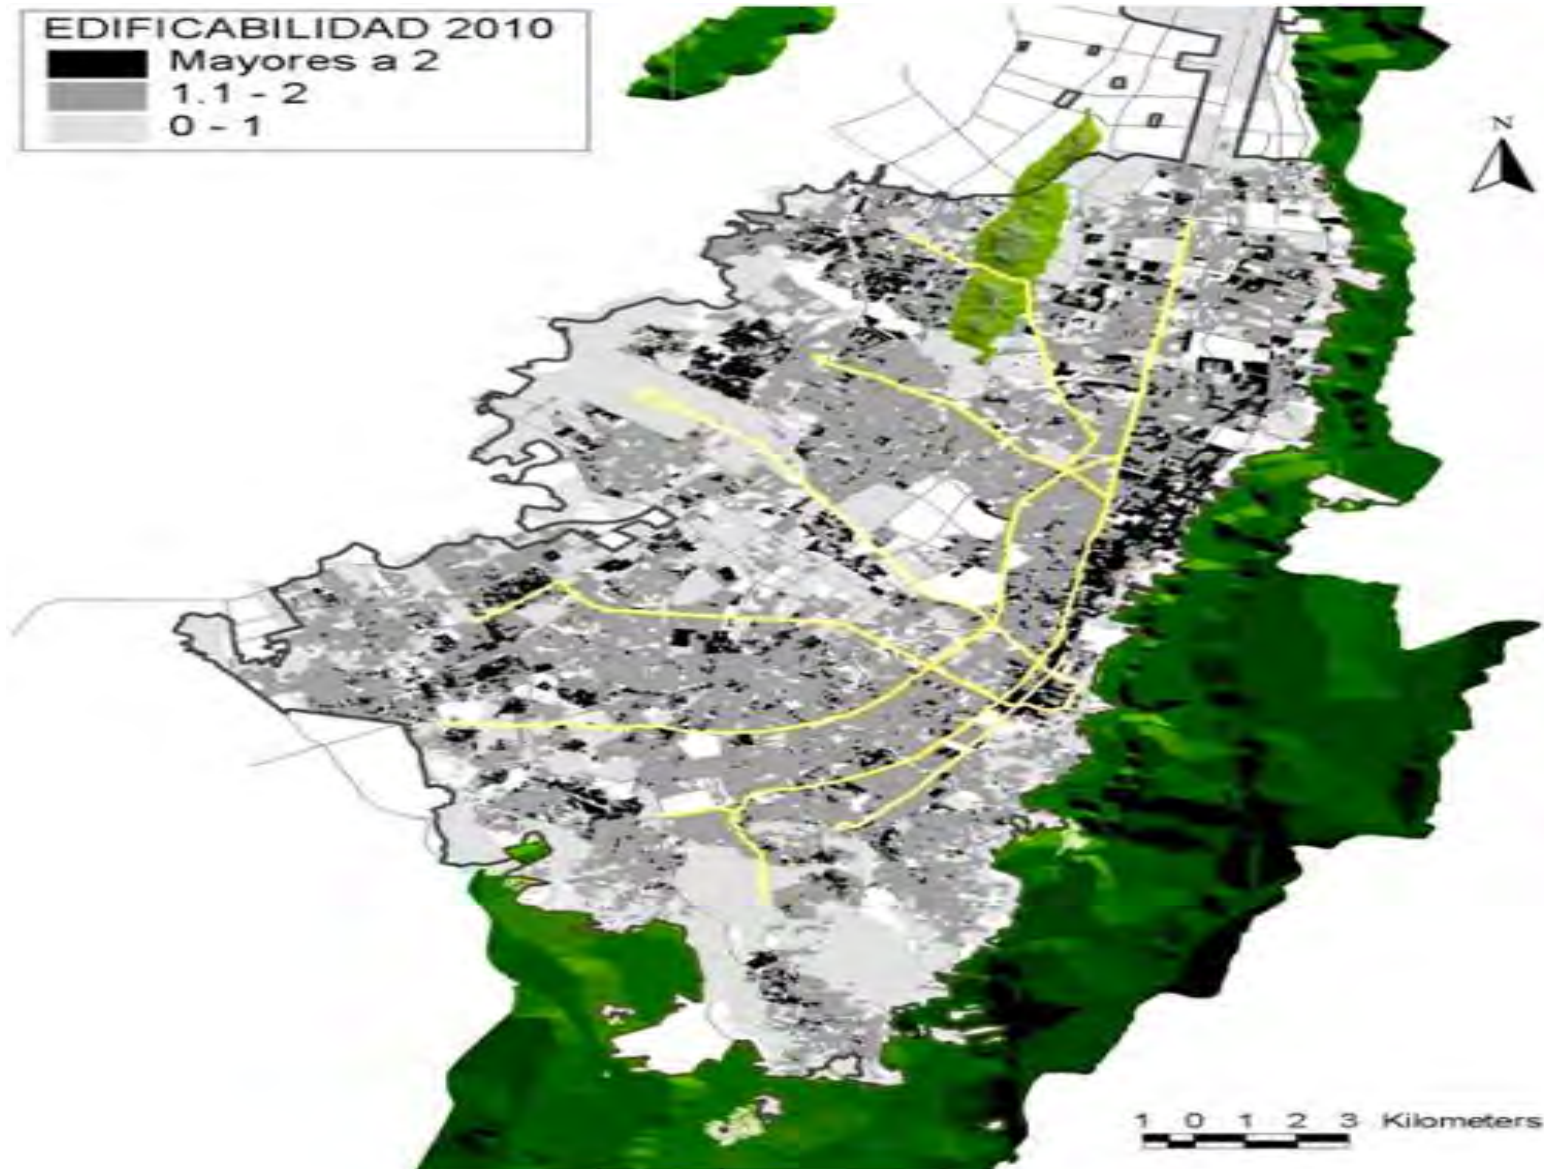 EDIFICABILIDAD 2010
Mayores a 2
1.1 - 2
0 - 1
N
1 0 1 2 3 Kilometers